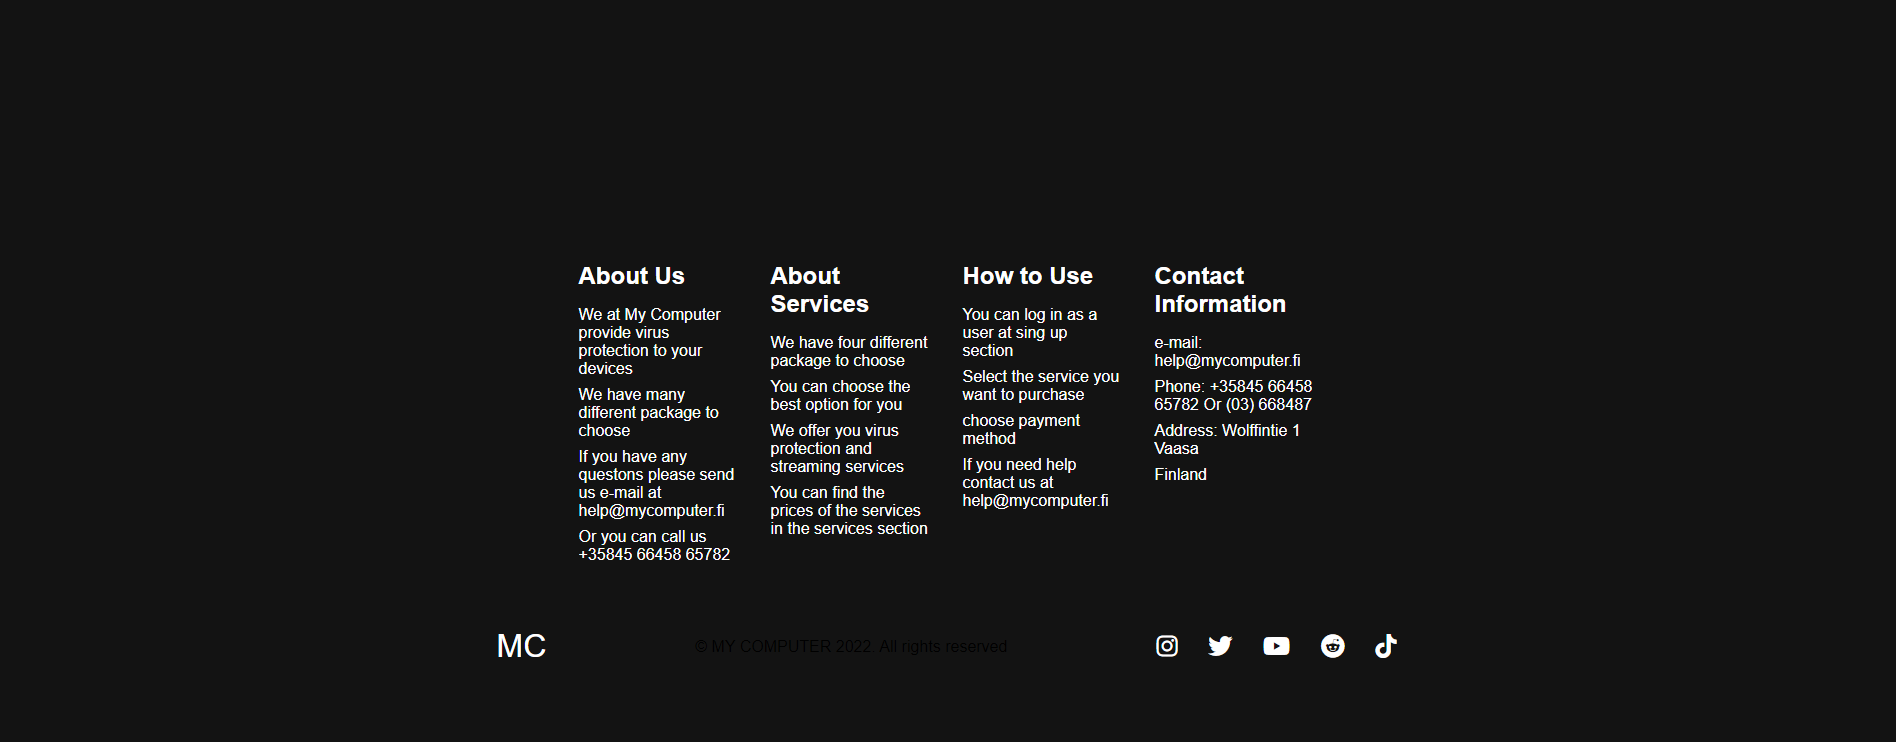 About Us
We at My Computer
provide virus
protection to your
devices
We have many
different package to
choose
If you have any
questons please send
us e-mail at
help@mycomputer.fi
Or you can call us
+35845 66458 65782
About
Services
We have four different
package to choose
You can choose the
best option for you
We offer you virus
protection and
streaming services
You can find the
prices of the services
in the services section
How to Use
You can log in as a
user at sing up
section
Select the service you
want to purchase
choose payment
method
If you need help
contact us at
help@mycomputer.fi
Contact
Information
e-mail:
help@mycomputer.fi
Phone: +35845 66458
65782 Or (03) 668487
Address: Wolffintie 1
Vaasa
Finland
MC
© MY COMPUTER 2022. All rights reserved